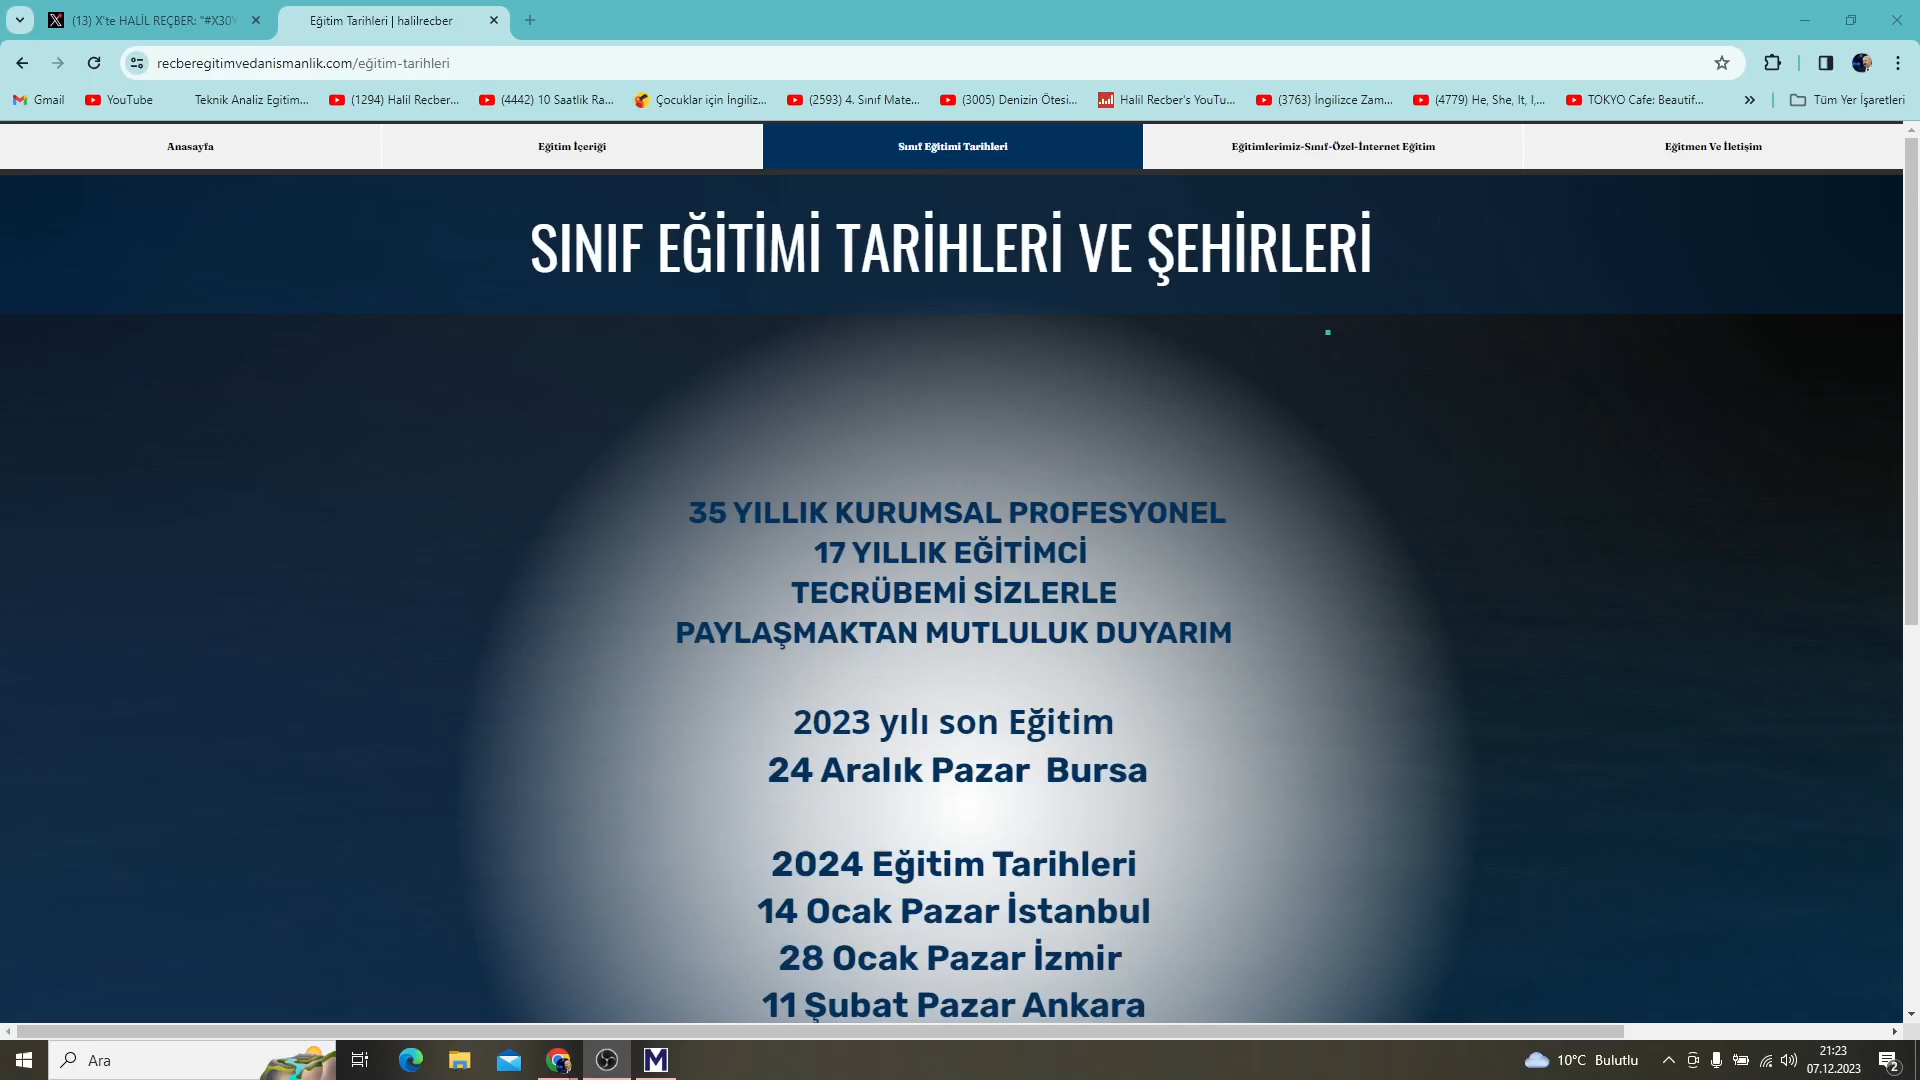 (13) X'te HALİL REÇBER: "#X30Y
Eğitim Tarihleri | halilrecber
recberegitimvedanismanlik.com/eğitim-tarihleri
Gmail
YouTube
Teknik Analiz Egitim...
(1294) Halil Recber...
(4442) 10 Saatlik Ra...
Çocuklar için İngiliz...
(2593) 4. Sınıf Mate...
(3005) Denizin Ötesi...
Halil Recber's YouTu...
(3763) İngilizce Zam...
(4779) He, She, It, I,...
TOKYO Cafe: Beautif...
Tüm Yer İşaretleri
Anasayfa
Eğitim İçeriği
Sınıf Eğitimi Tarihleri
Eğitimlerimiz-Sınıf-Özel-İnternet Eğitim
Eğitmen Ve İletişim
SINIF EĞİTİMİ TARİHLERİ VE ŞEHİRLERİ
35 YILLIK KURUMSAL PROFESYONEL
17 YILLIK EĞİTİMCİ
TECRÜBEMİ SİZLERLE
PAYLAŞMAKTAN MUTLULUK DUYARIM
2023 yılı son Eğitim
24 Aralık Pazar  Bursa
2024 Eğitim Tarihleri
14 Ocak Pazar İstanbul
28 Ocak Pazar İzmir
11 Şubat Pazar Ankara
Ara
10°C Bulutlu
21:23
07.12.2023
2